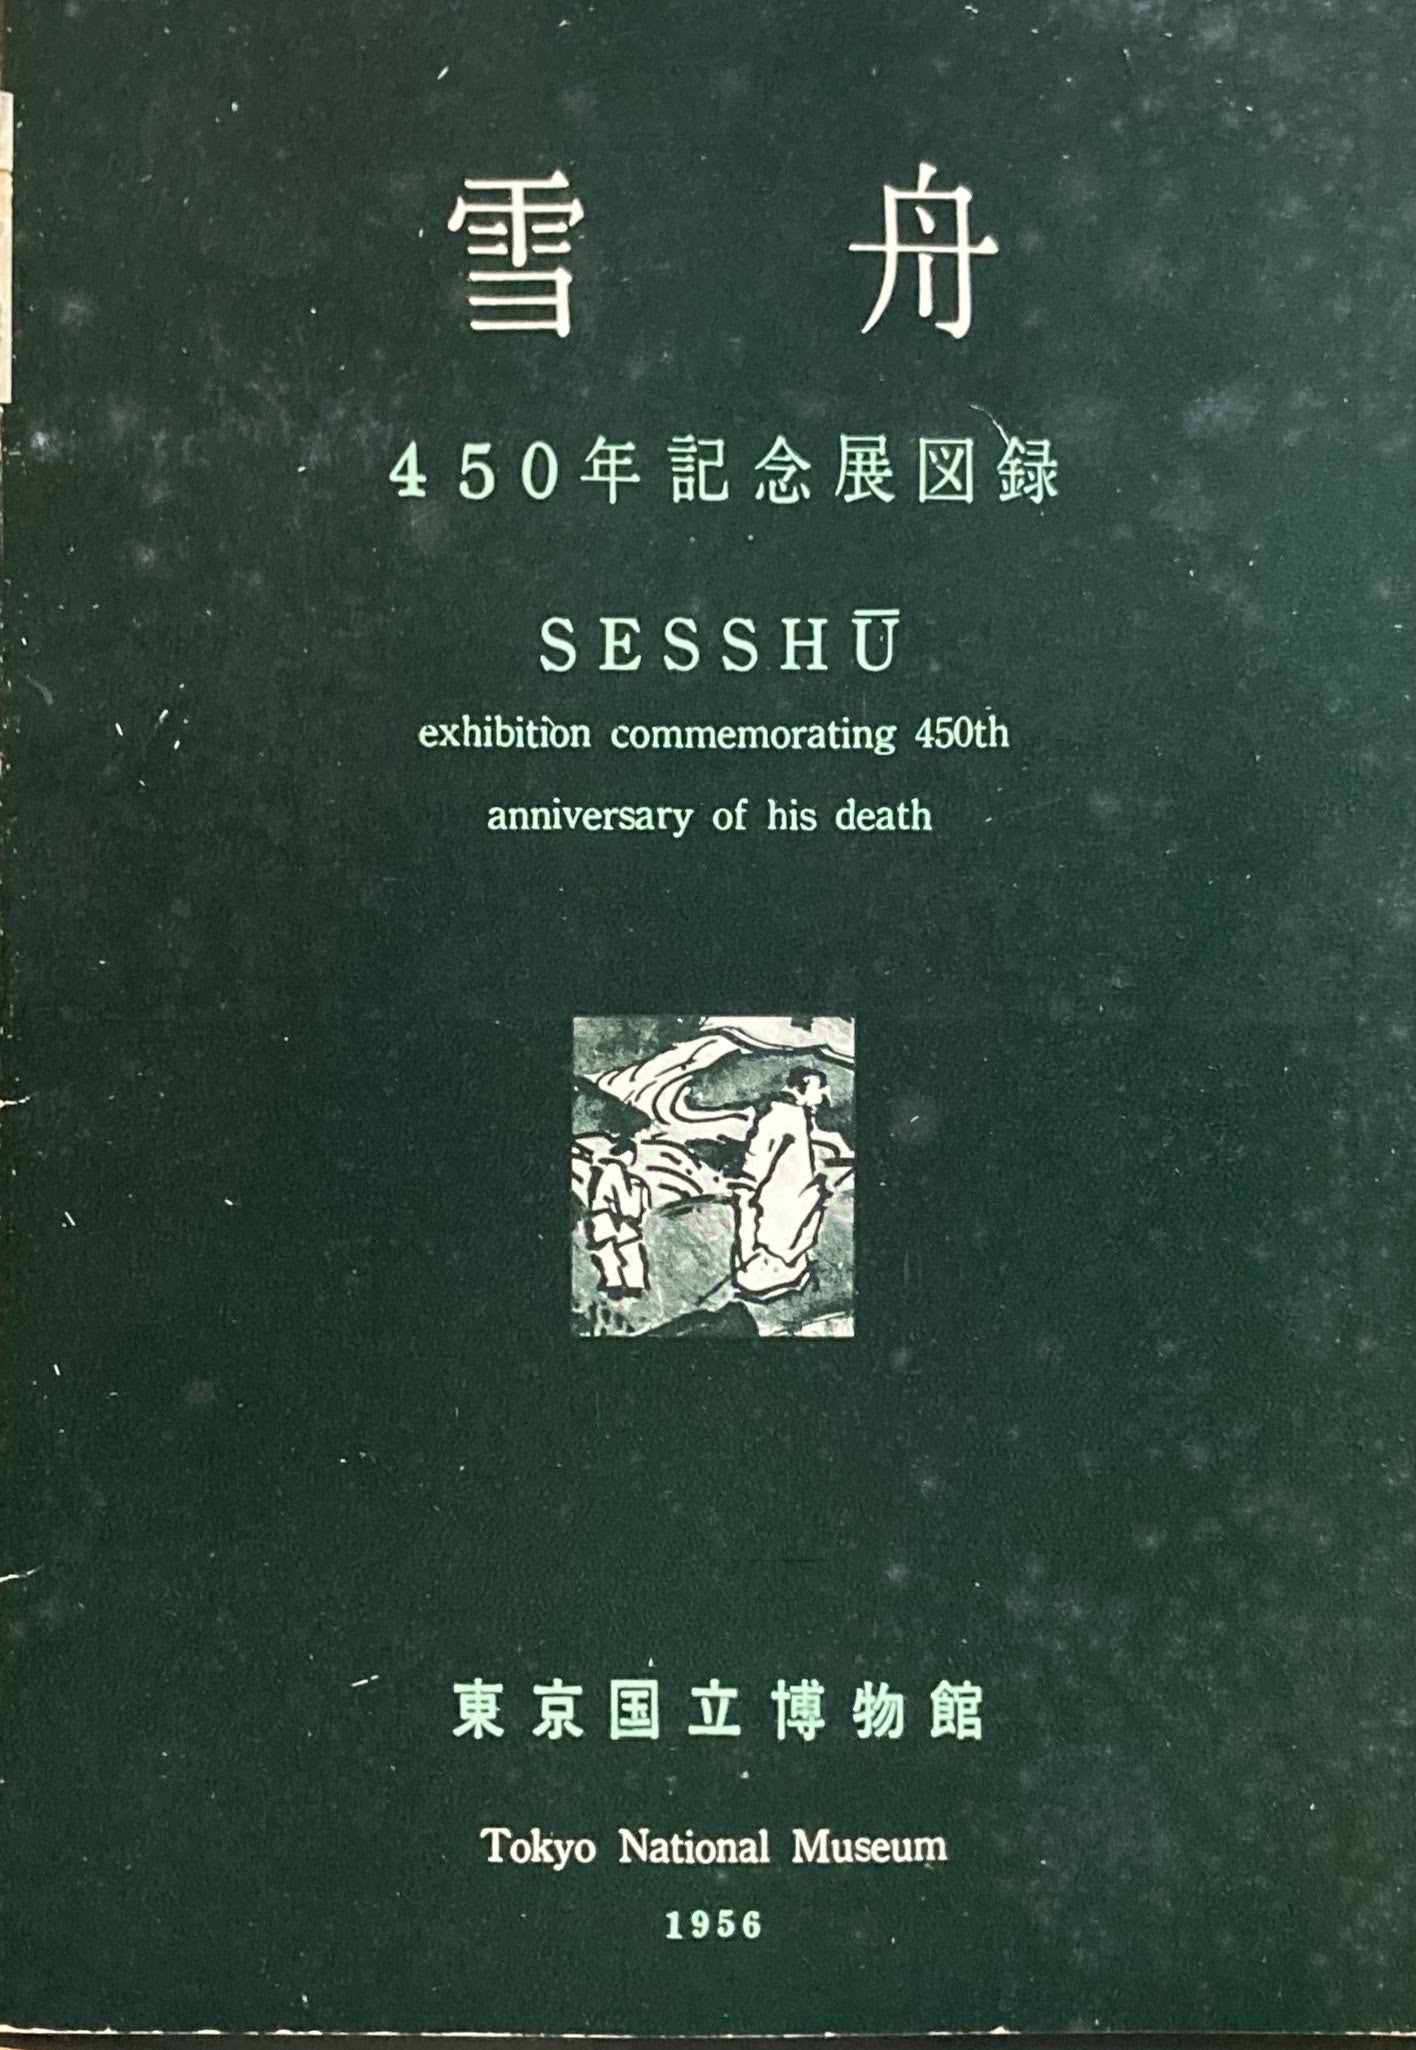 雪舟
450年記念展図録
SESSHŪ
exhibition commemorating 450th
anniversary of his death
東京国立博物館
Tokyo National Museum
1956